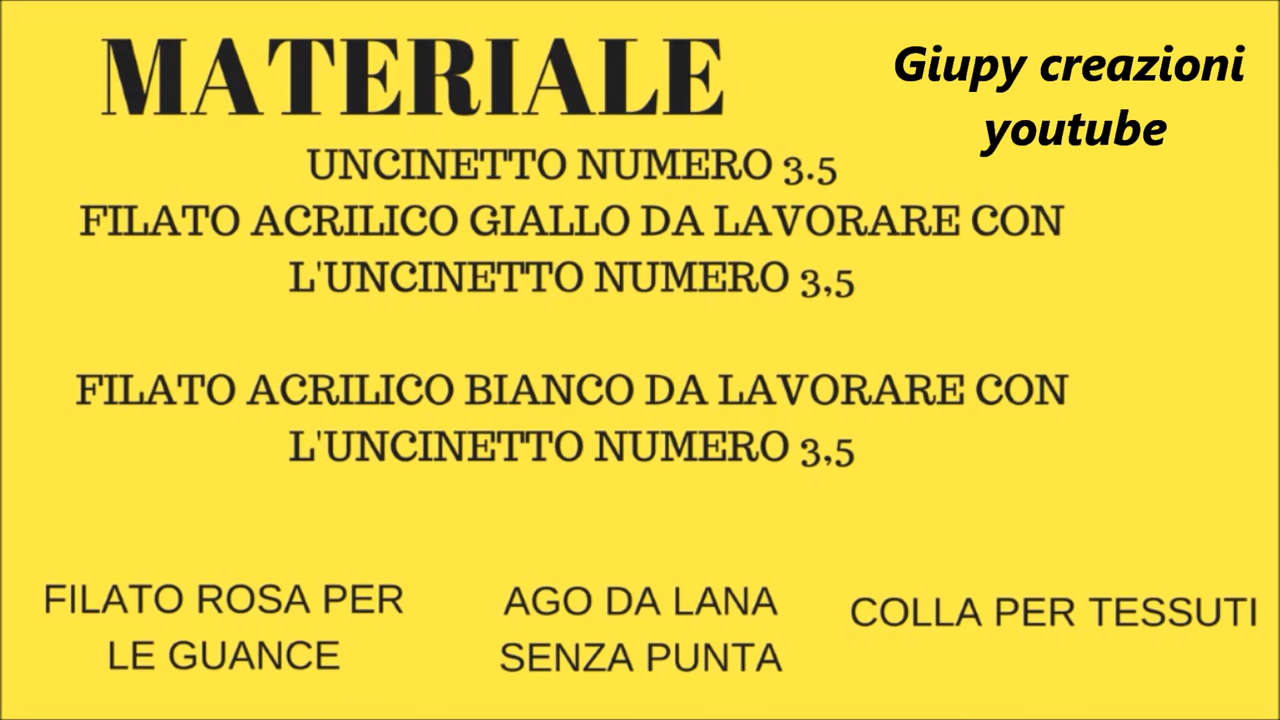 MATERIALE
Giupy creazioni
youtube
UNCINETTO NUMERO 3.5
FILATO ACRILICO GIALLO DA LAVORARE CON
L'UNCINETTO NUMERO 3,5
FILATO ACRILICO BIANCO DA LAVORARE CON
L'UNCINETTO NUMERO 3,5
FILATO ROSA PER
LE GUANCE
AGO DA LANA
SENZA PUNTA
COLLA PER TESSUTI